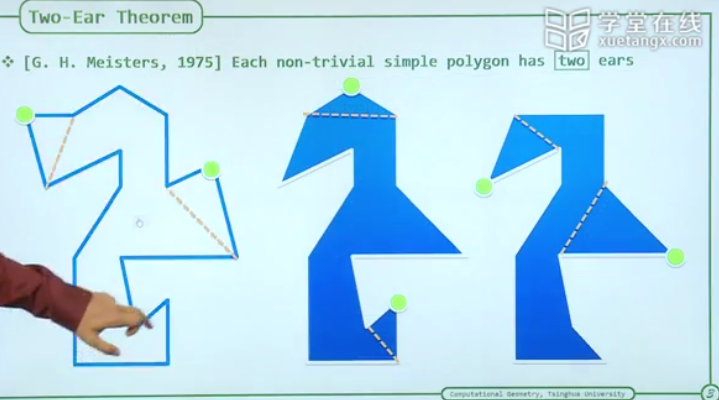 Two-Ear Theorem
学堂在线
xuetangx.com
❖ [G. H. Meisters, 1975] Each non-trivial simple polygon has two ears
Computational Geometry, Tsinghua University
3